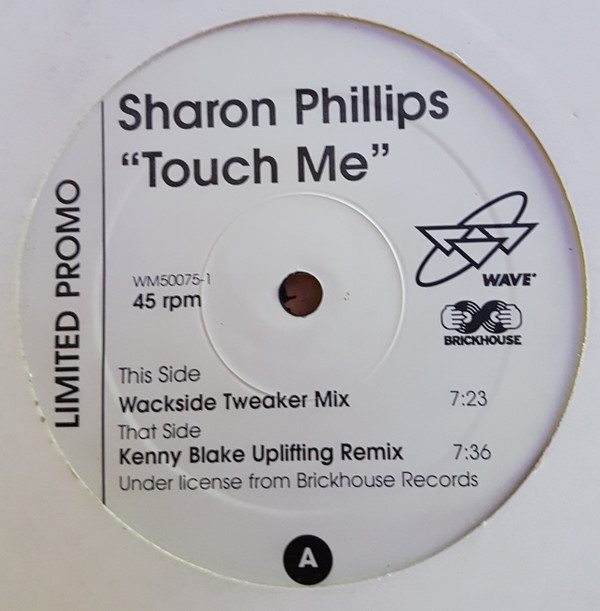 Sharon Phillips
“Touch Me”
LIMITED PROMO
WAVE
BRICKHOUSE
WM50075-1
45 rpm
This Side
Wackside Tweaker Mix 7:23
That Side
Kenny Blake Uplifting Remix 7:36
Under license from Brickhouse Records
A